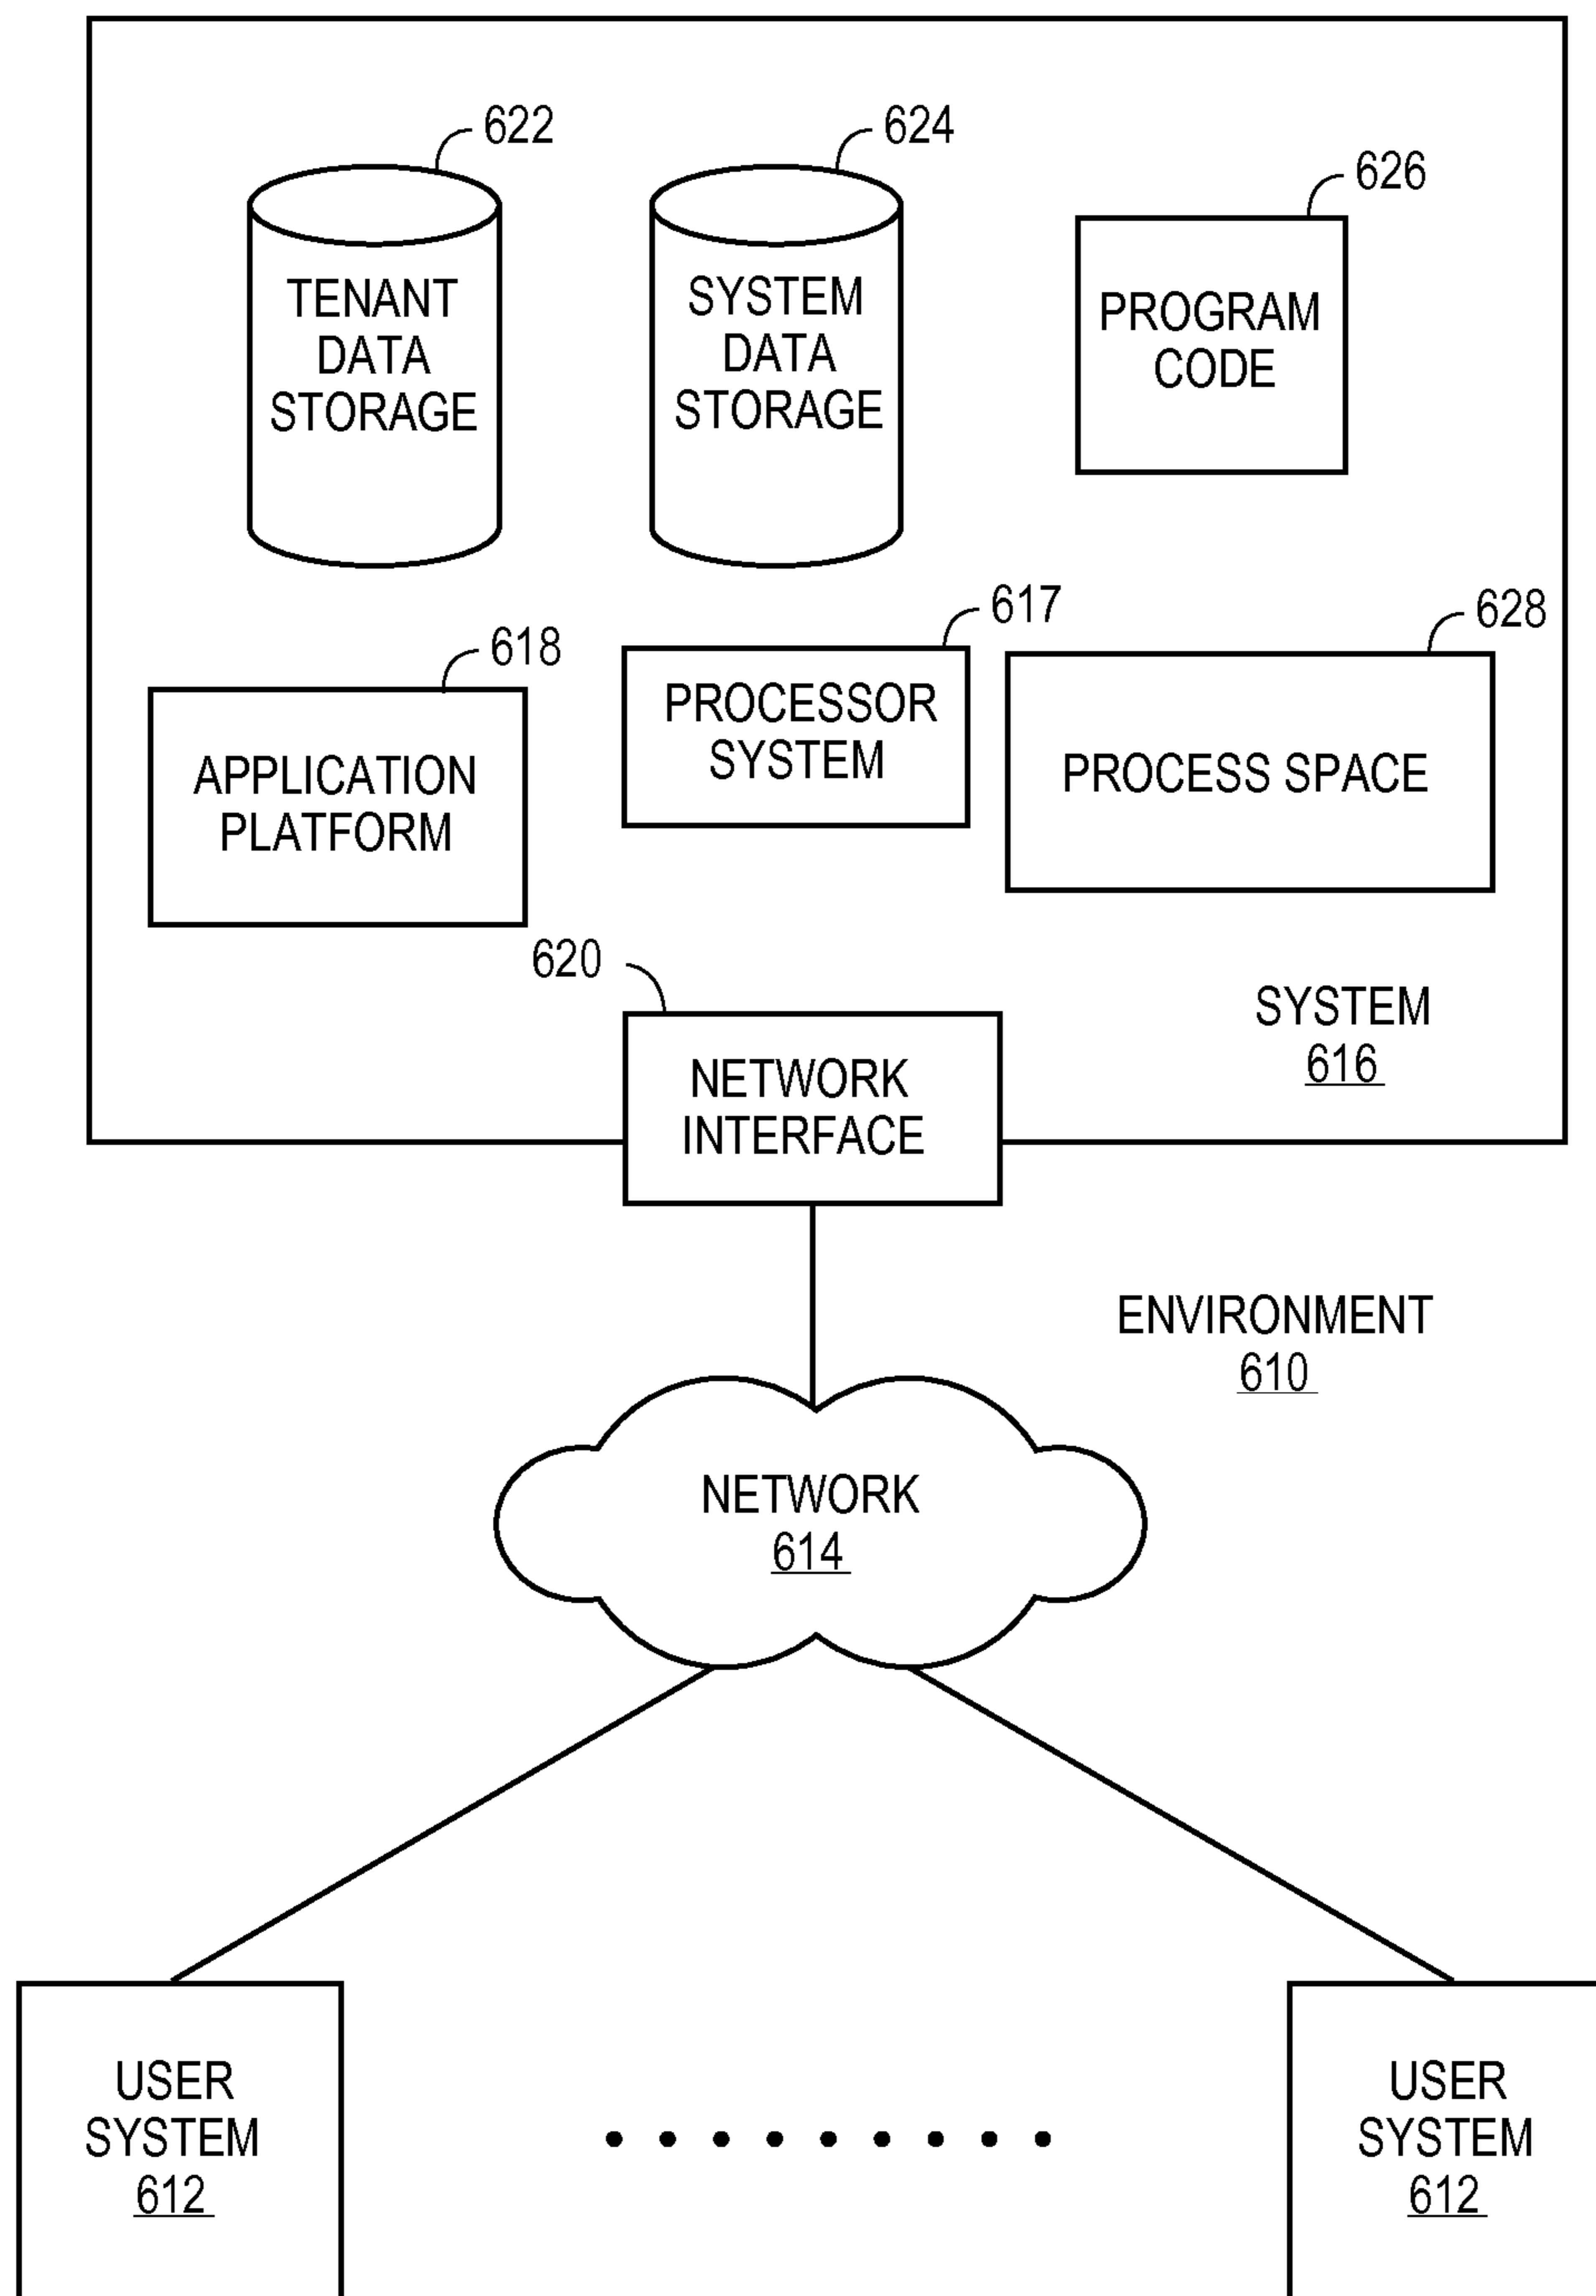 622
624
626
TENANT
DATA
STORAGE
SYSTEM
DATA
STORAGE
PROGRAM
CODE
618
617
628
APPLICATION
PLATFORM
PROCESSOR
SYSTEM
PROCESS SPACE
620
NETWORK
INTERFACE
SYSTEM
616
ENVIRONMENT
610
NETWORK
614
USER
SYSTEM
612
USER
SYSTEM
612